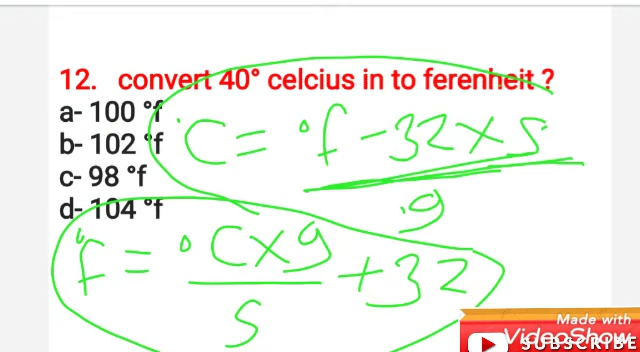 12. convert 40° celcius in to ferenheit ?
a- 100 °f
b- 102 °f
c- 98 °f
d- 104 °f
°C = °f - 32 x 5
9
°f = °C x 9
5
+ 32
Made with
VideoShow
SUBSCRIBE